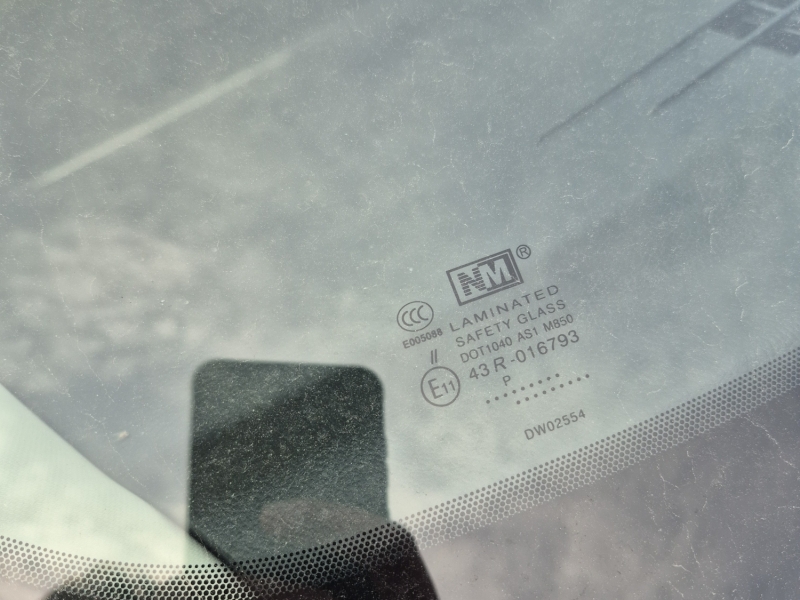 NM®
CCC
E005088
LAMINATED
SAFETY GLASS
DOT1040 AS1 M850
//
E11
43 R -016793
P
DW02554